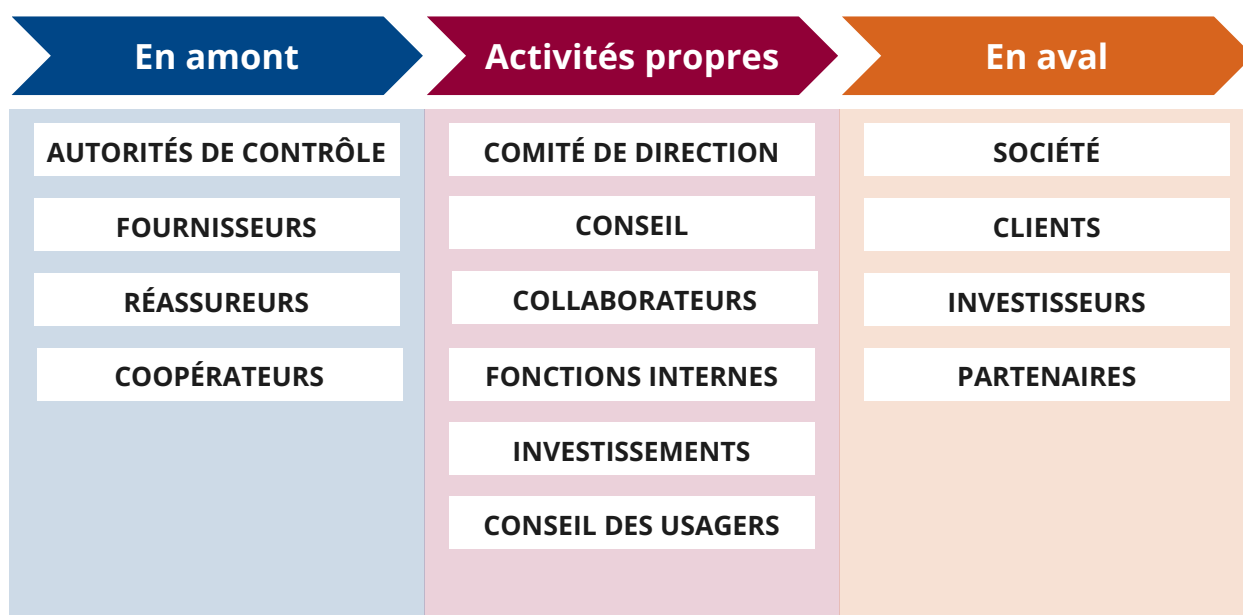 En amont
Activités propres
En aval
AUTORITÉS DE CONTRÔLE
FOURNISSEURS
RÉASSUREURS
COOPÉRATEURS
COMITÉ DE DIRECTION
CONSEIL
COLLABORATEURS
FONCTIONS INTERNES
INVESTISSEMENTS
CONSEIL DES USAGERS
SOCIÉTÉ
CLIENTS
INVESTISSEURS
PARTENAIRES